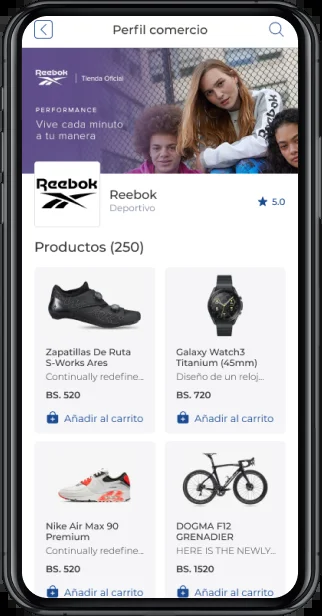 Perfil comercio
Reebok | Tienda Oficial
PERFORMANCE
Vive cada minuto
a tu manera
Reebok
Reebok
Deportivo
5.0
Productos (250)
Zapatillas De Ruta
S-Works Ares
Continually redefine...
BS. 520
Añadir al carrito
Galaxy Watch3
Titanium (45mm)
Diseño de un reloj...
BS. 720
Añadir al carrito
Nike Air Max 90
Premium
Continually redefine...
BS. 520
Añadir al carrito
DOGMA F12
GRENADIER
HERE IS THE NEWLY...
BS. 1520
Añadir al carrito